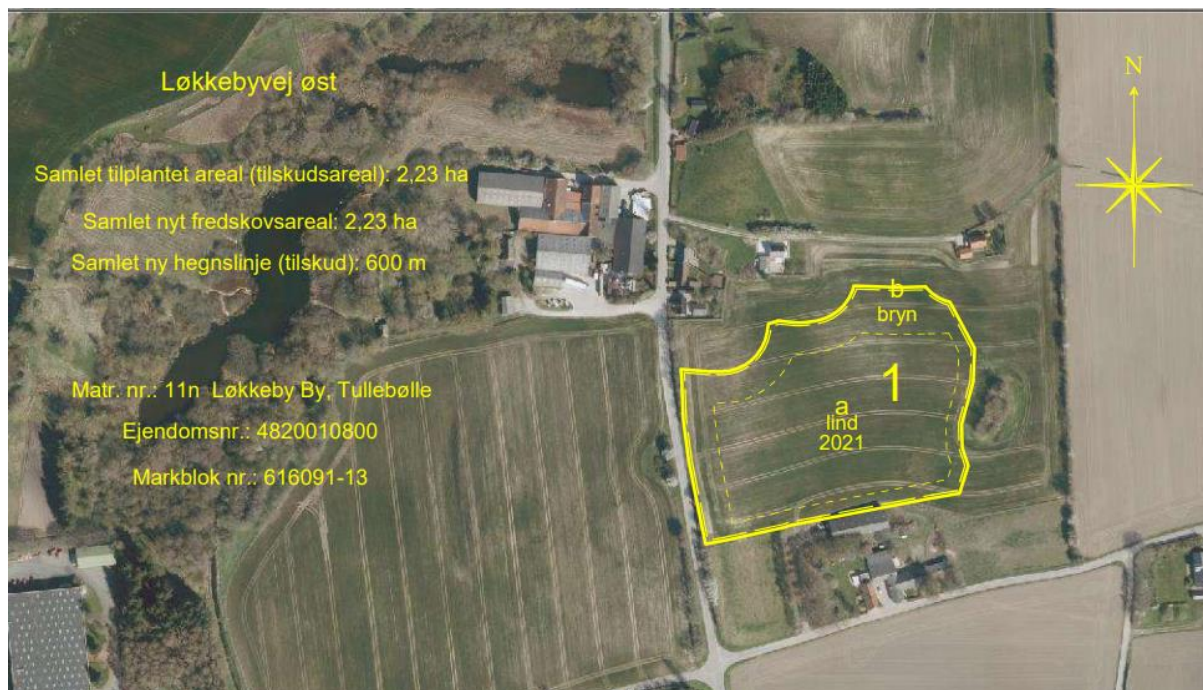 Løkkebyvej øst
N
Samlet tilplantet areal (tilskudsareal): 2,23 ha
Samlet nyt fredskovsareal: 2,23 ha
Samlet ny hegnslinje (tilskud): 600 m
b
bryn
1
a
lind
2021
Matr. nr.: 11n  Løkkeby By, Tullebølle
Ejendomsnr.: 4820010800
Markblok nr.: 616091-13